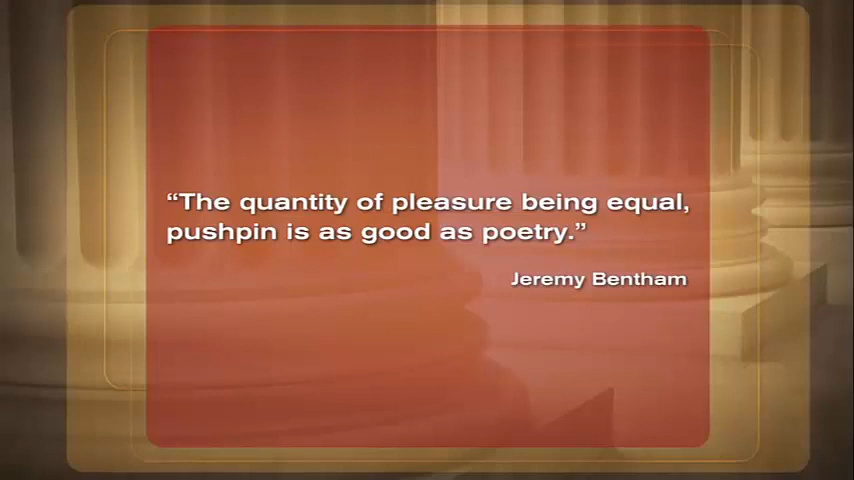 “The quantity of pleasure being equal,
pushpin is as good as poetry.”
Jeremy Bentham